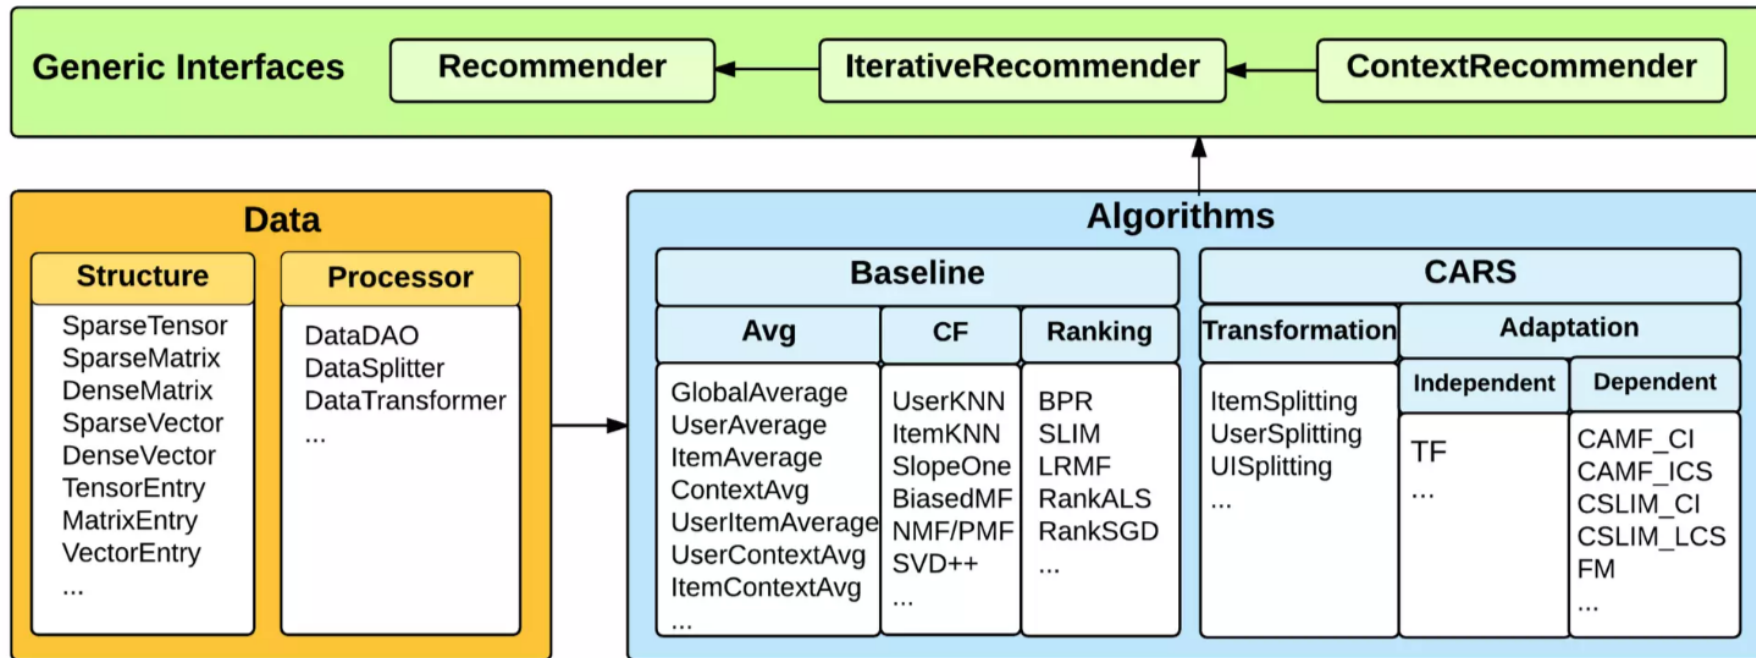 Generic Interfaces
Recommender
IterativeRecommender
ContextRecommender
Data
Structure
SparseTensor
SparseMatrix
DenseMatrix
SparseVector
DenseVector
TensorEntry
MatrixEntry
VectorEntry
...
Processor
DataDAO
DataSplitter
DataTransformer
...
Algorithms
Baseline
Avg
GlobalAverage
UserAverage
ItemAverage
ContextAvg
UserItemAverage
UserContextAvg
ItemContextAvg
...
CF
UserKNN
ItemKNN
SlopeOne
BiasedMF
NMF/PMF
SVD++
...
Ranking
BPR
SLIM
LRMF
RankALS
RankSGD
...
CARS
Transformation
ItemSplitting
UserSplitting
UISplitting
...
Adaptation
Independent
TF
...
Dependent
CAMF_CI
CAMF_ICS
CSLIM_CI
CSLIM_LCS
FM
...